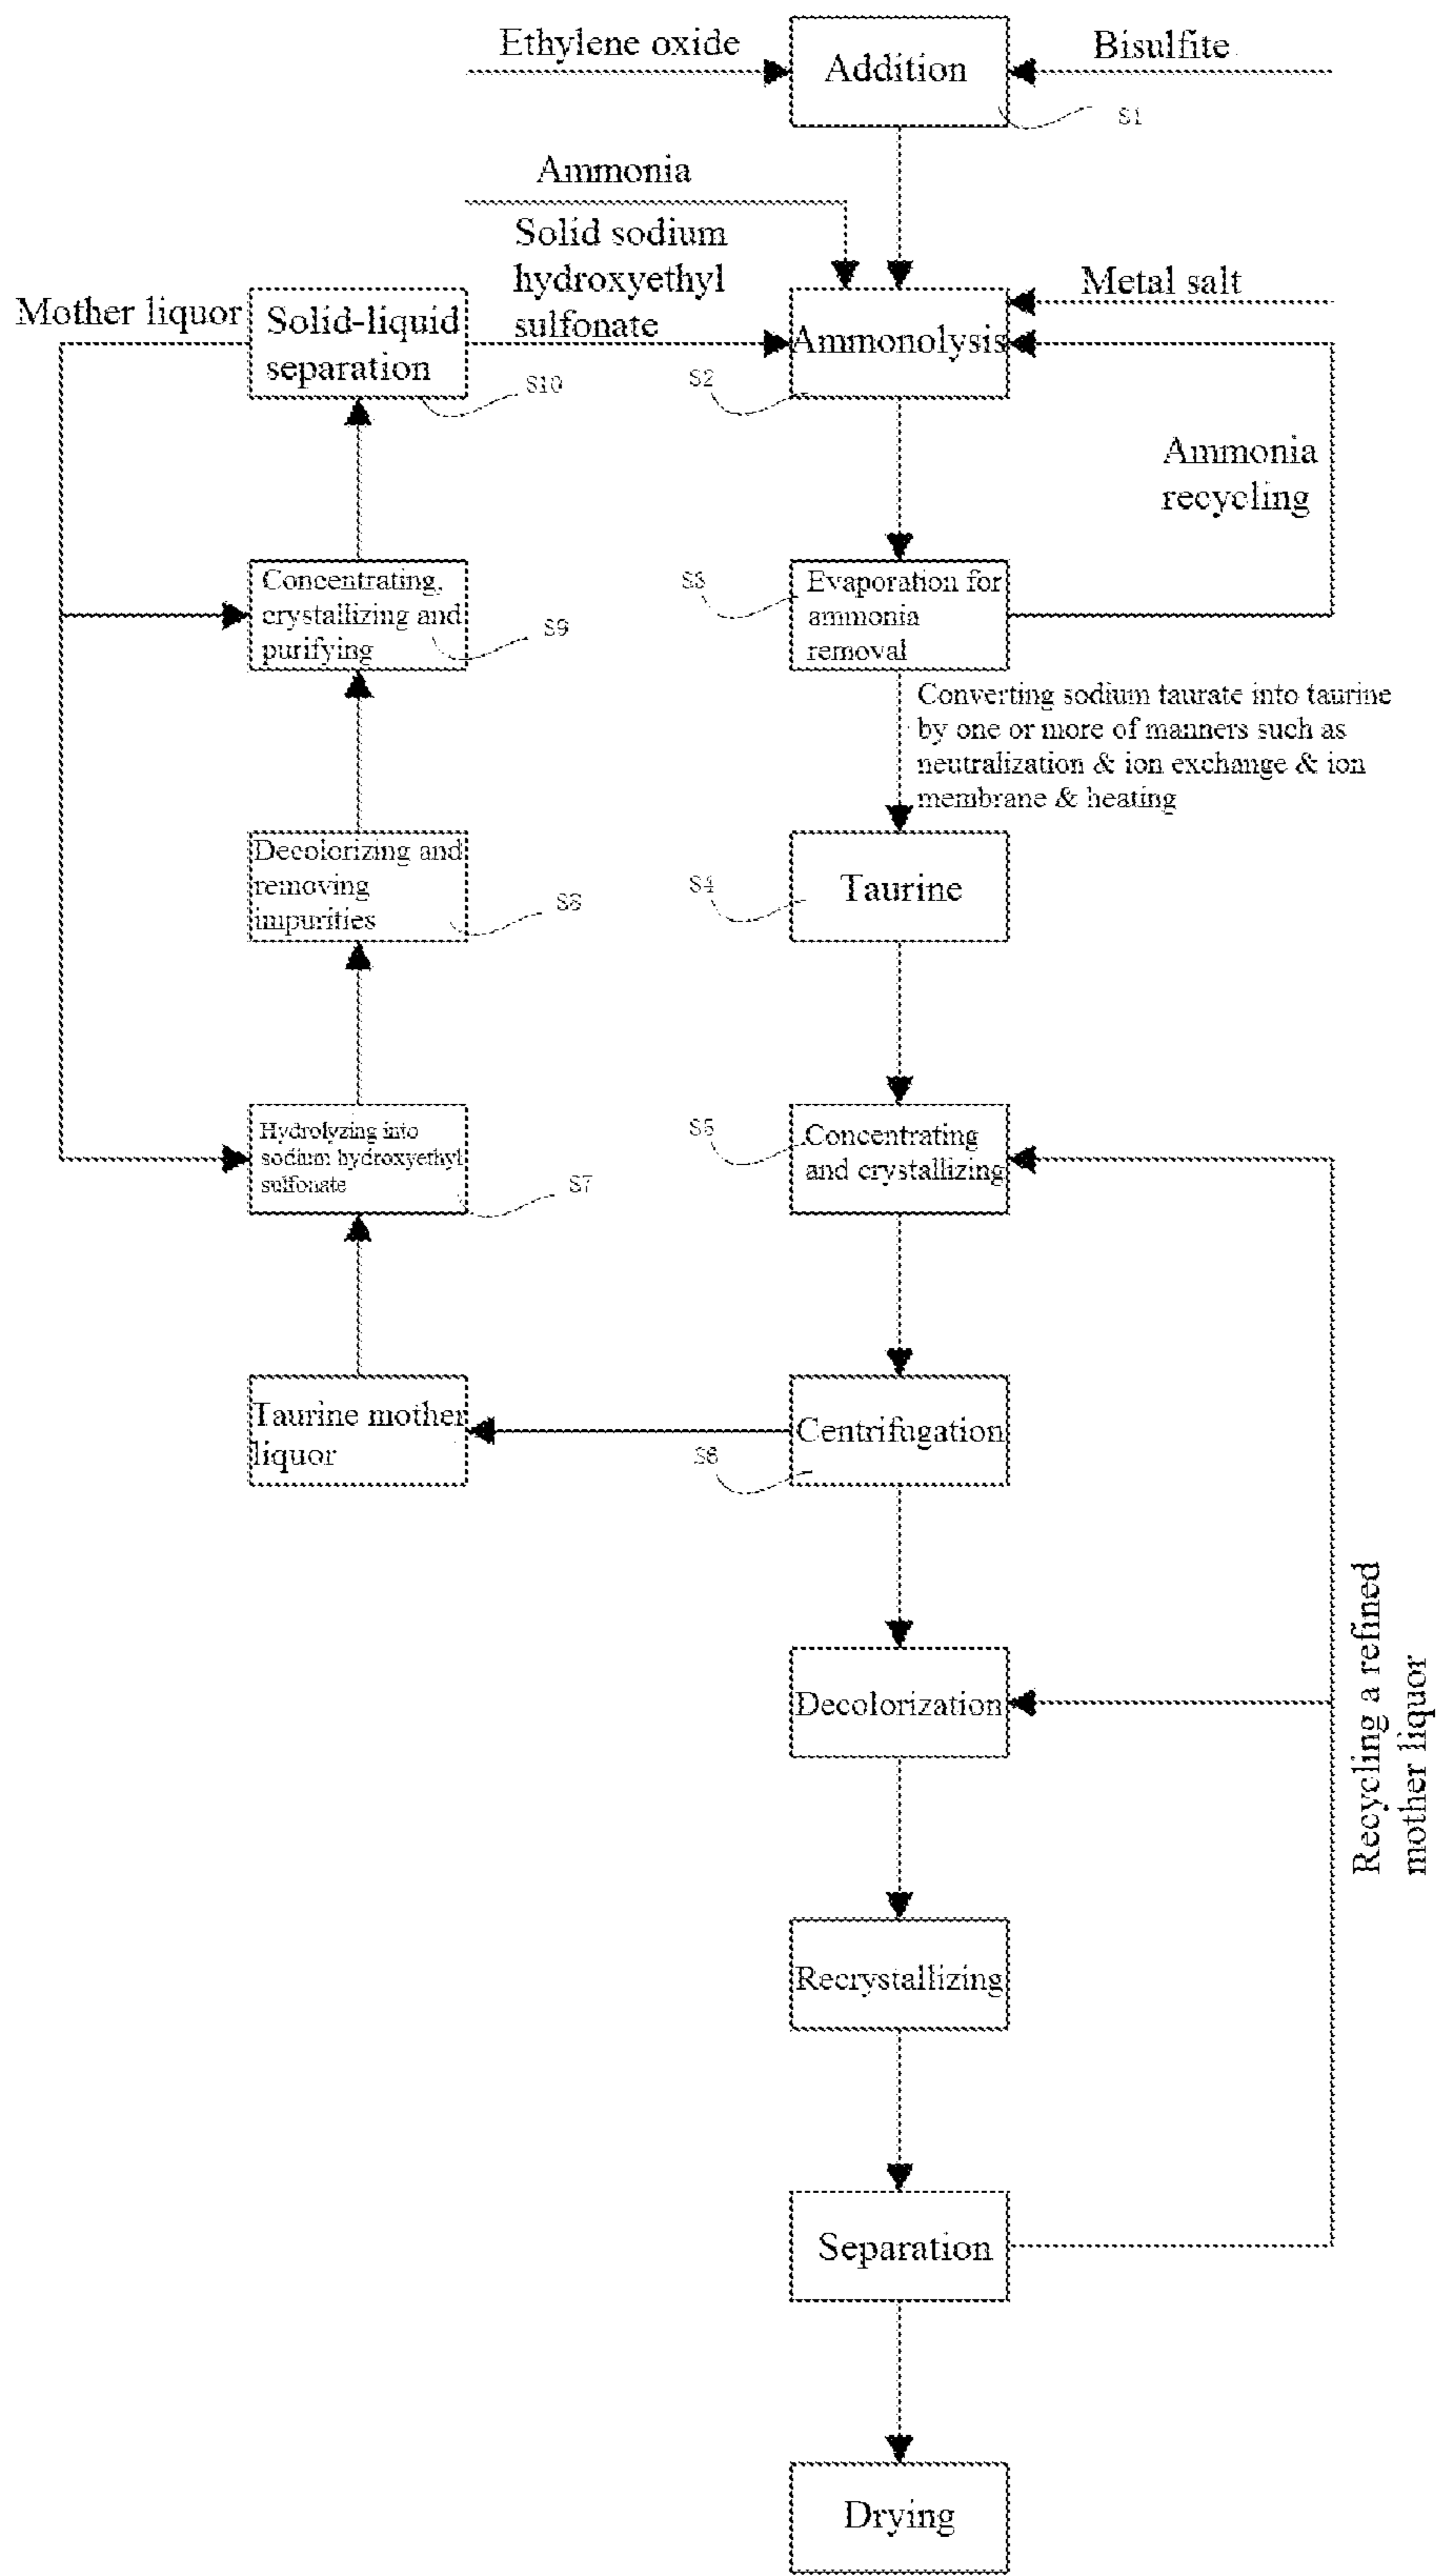 Ethylene oxide
Addition
Bisulfite
S1
Ammonia
Solid sodium
hydroxyethyl
sulfonate
Mother liquor
Solid-liquid
separation
S10
Metal salt
Ammonolysis
S2
Ammonia
recycling
Concentrating,
crystallizing and
purifying
S9
S3
Evaporation for
ammonia
removal
Converting sodium taurate into taurine
by one or more of manners such as
neutralization & ion exchange & ion
membrane & heating
Decolorizing and
removing
impurities
S8
S4
Taurine
Hydrolyzing into
sodium hydroxyethyl
sulfonate
S7
S5
Concentrating
and crystallizing
Taurine mother
liquor
Centrifugation
S6
Decolorization
Recycling a refined
mother liquor
Recrystallizing
Separation
Drying